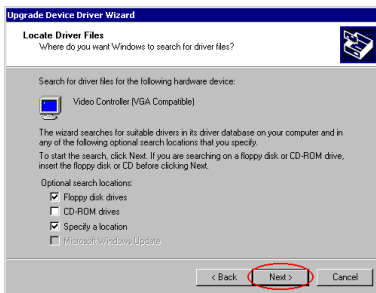 Upgrade Device Driver Wizard
Locate Driver Files
Where do you want Windows to search for driver files?
Search for driver files for the following hardware device:
Video Controller (VGA Compatible)
The wizard searches for suitable drivers in its driver database on your computer and in
any of the following optional search locations that you specify.
To start the search, click Next. If you are searching on a floppy disk or CD-ROM drive,
insert the floppy disk or CD before clicking Next.
Optional search locations:
Floppy disk drives
CD-ROM drives
Specify a location
Microsoft Windows Update
< Back Next > Cancel